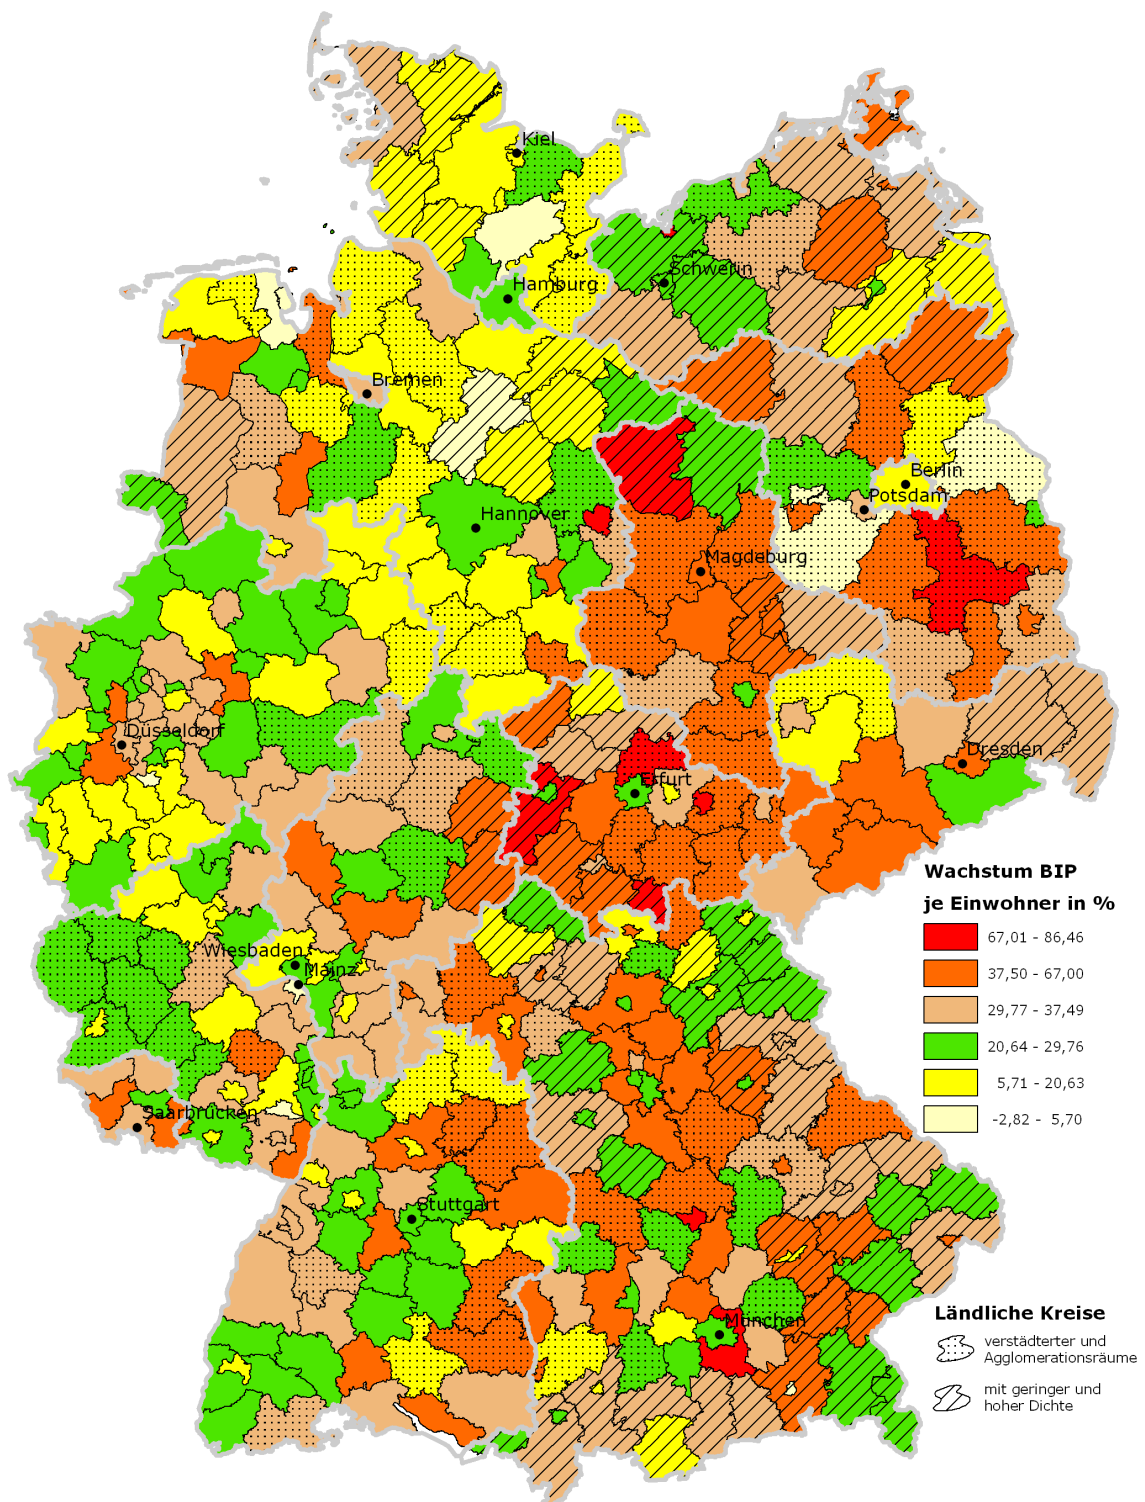 Kiel
Schwerin
Hamburg
Bremen
Berlin
Potsdam
Hannover
Magdeburg
Düsseldorf
Dresden
Erfurt
Wiesbaden
Mainz
Saarbrücken
Stuttgart
München
Wachstum BIP
je Einwohner in %
67,01 - 86,46
37,50 - 67,00
29,77 - 37,49
20,64 - 29,76
5,71 - 20,63
-2,82 - 5,70
Ländliche Kreise
verstädterter und
Agglomerationsräume
mit geringer und
hoher Dichte